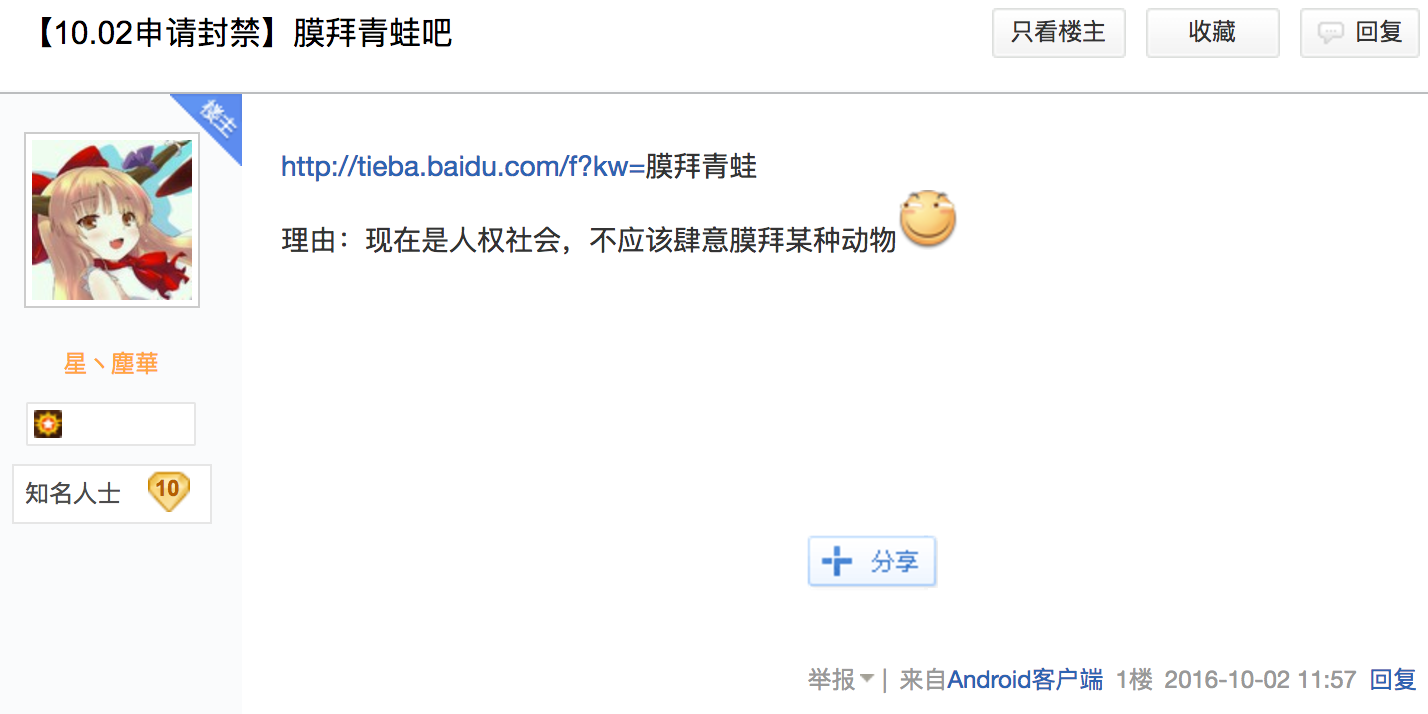 【10.02申请封禁】膜拜青蛙吧
只看楼主
收藏
回复
楼主
http://tieba.baidu.com/f?kw=膜拜青蛙
理由：现在是人权社会，不应该肆意膜拜某种动物
星丶塵華
知名人士 10
分享
举报 | 来自Android客户端 1楼 2016-10-02 11:57 回复